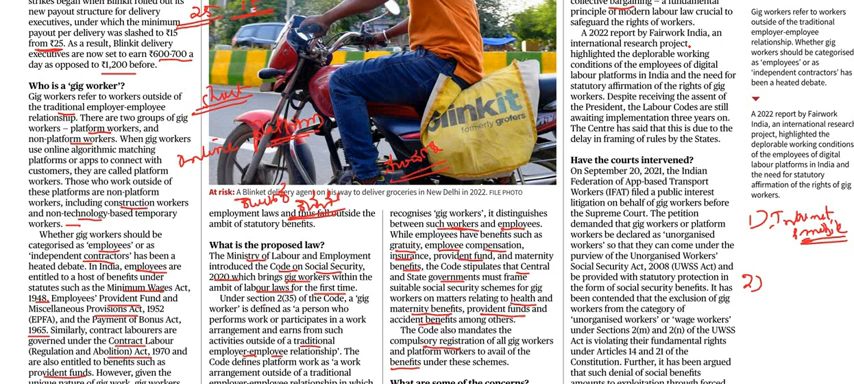 strikes began when Blinkit rolled out its
new payout structure for delivery
executives, under which the minimum
payout per delivery was slashed to ₹15
from ₹25. As a result, Blinkit delivery
executives are now set to earn ₹600-700 a
day as opposed to ₹1,200 before.
Who is a 'gig worker'?
Gig workers refer to workers outside of
the traditional employer-employee
relationship. There are two groups of gig
workers – platform workers, and
non-platform workers. When gig workers
use online algorithmic matching
platforms or apps to connect with
customers, they are called platform
workers. Those who work outside of
these platforms are non-platform
workers, including construction workers
and non-technology-based temporary
workers.
Whether gig workers should be
categorised as 'employees' or as
'independent contractors' has been a
heated debate. In India, employees are
entitled to a host of benefits under
statutes such as the Minimum Wages Act,
1948, Employees' Provident Fund and
Miscellaneous Provisions Act, 1952
(EPFA), and the Payment of Bonus Act,
1965. Similarly, contract labourers are
governed under the Contract Labour
(Regulation and Abolition) Act, 1970 and
are also entitled to benefits such as
provident funds. However, given the
unique nature of gig work, gig workers
25
short
online platform
blinkit
formerly grofers
At risk: A Blinket delivery agent on his way to deliver groceries in New Delhi in 2022. FILE PHOTO
employment laws and thus fall outside the
ambit of statutory benefits.
What is the proposed law?
The Ministry of Labour and Employment
introduced the Code on Social Security,
2020 which brings gig workers within the
ambit of labour laws for the first time.
Under section 2(35) of the Code, a 'gig
worker' is defined as 'a person who
performs work or participates in a work
arrangement and earns from such
activities outside of a traditional
employer-employee relationship'. The
Code defines platform work as 'a work
arrangement outside of a traditional
employer-employee relationship in which
recognises 'gig workers', it distinguishes
between such workers and employees.
While employees have benefits such as
gratuity, employee compensation,
insurance, provident fund, and maternity
benefits, the Code stipulates that Central
and State governments must frame
suitable social security schemes for gig
workers on matters relating to health and
maternity benefits, provident funds and
accident benefits among others.
The Code also mandates the
compulsory registration of all gig workers
and platform workers to avail of the
benefits under these schemes.
What are some of the concerns?
collective bargaining – a fundamental
principle of modern labour law crucial to
safeguard the rights of workers.
A 2022 report by Fairwork India, an
international research project,
highlighted the deplorable working
conditions of the employees of digital
labour platforms in India and the need for
statutory affirmation of the rights of gig
workers. Despite receiving the assent of
the President, the Labour Codes are still
awaiting implementation three years on.
The Centre has said that this is due to the
delay in framing of rules by the States.
Have the courts intervened?
On September 20, 2021, the Indian
Federation of App-based Transport
Workers (IFAT) filed a public interest
litigation on behalf of gig workers before
the Supreme Court. The petition
demanded that gig workers or platform
workers be declared as 'unorganised
workers' so that they can come under the
purview of the Unorganised Workers'
Social Security Act, 2008 (UWSS Act) and
be provided with statutory protection in
the form of social security benefits. It has
been contended that the exclusion of gig
workers from the category of
'unorganised workers' or 'wage workers'
under Sections 2(m) and 2(n) of the UWSS
Act is violating their fundamental rights
under Articles 14 and 21 of the
Constitution. Further, it has been argued
that such denial of social benefits
amounts to exploitation through forced
Gig workers refer to workers
outside of the traditional
employer-employee
relationship. Whether gig
workers should be categorised
as 'employees' or as
'independent contractors' has
been a heated debate.
A 2022 report by Fairwork
India, an international research
project, highlighted the
deplorable working conditions
of the employees of digital
labour platforms in India and
the need for statutory
affirmation of the rights of gig
workers.
1) Internet
& mobile
2)